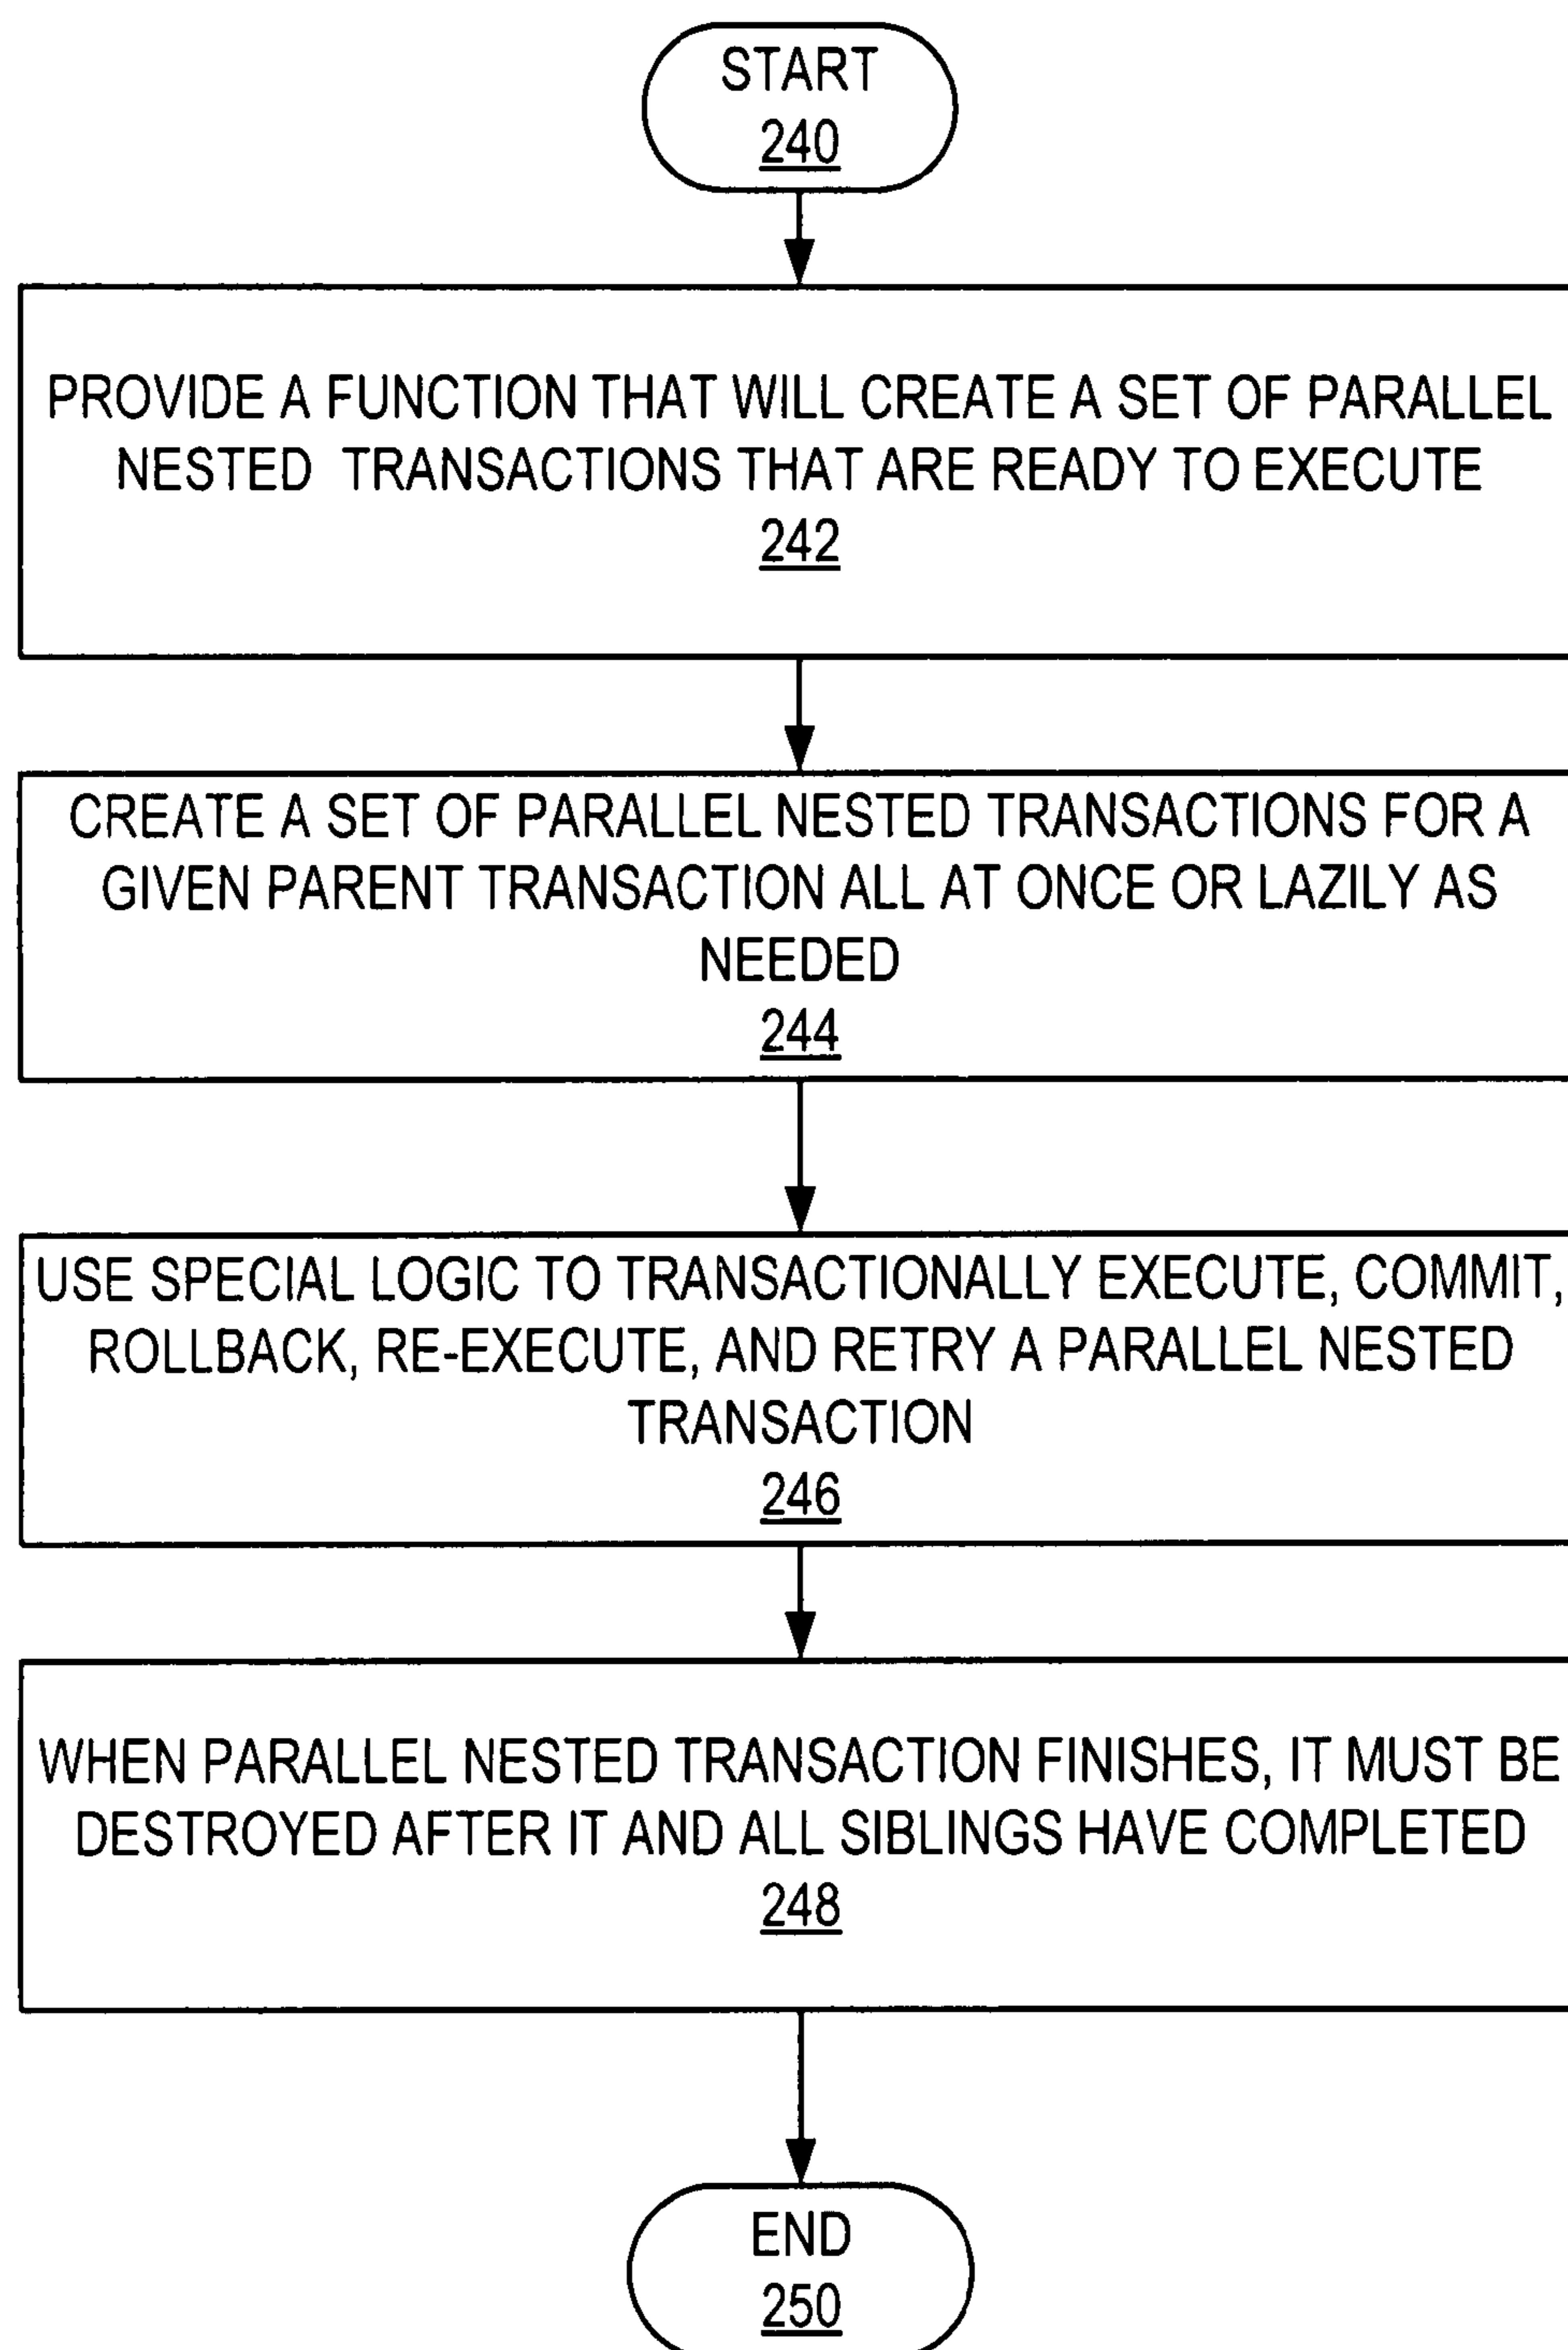 START
240
PROVIDE A FUNCTION THAT WILL CREATE A SET OF PARALLEL
NESTED TRANSACTIONS THAT ARE READY TO EXECUTE
242
CREATE A SET OF PARALLEL NESTED TRANSACTIONS FOR A
GIVEN PARENT TRANSACTION ALL AT ONCE OR LAZILY AS
NEEDED
244
USE SPECIAL LOGIC TO TRANSACTIONALLY EXECUTE, COMMIT,
ROLLBACK, RE-EXECUTE, AND RETRY A PARALLEL NESTED
TRANSACTION
246
WHEN PARALLEL NESTED TRANSACTION FINISHES, IT MUST BE
DESTROYED AFTER IT AND ALL SIBLINGS HAVE COMPLETED
248
END
250